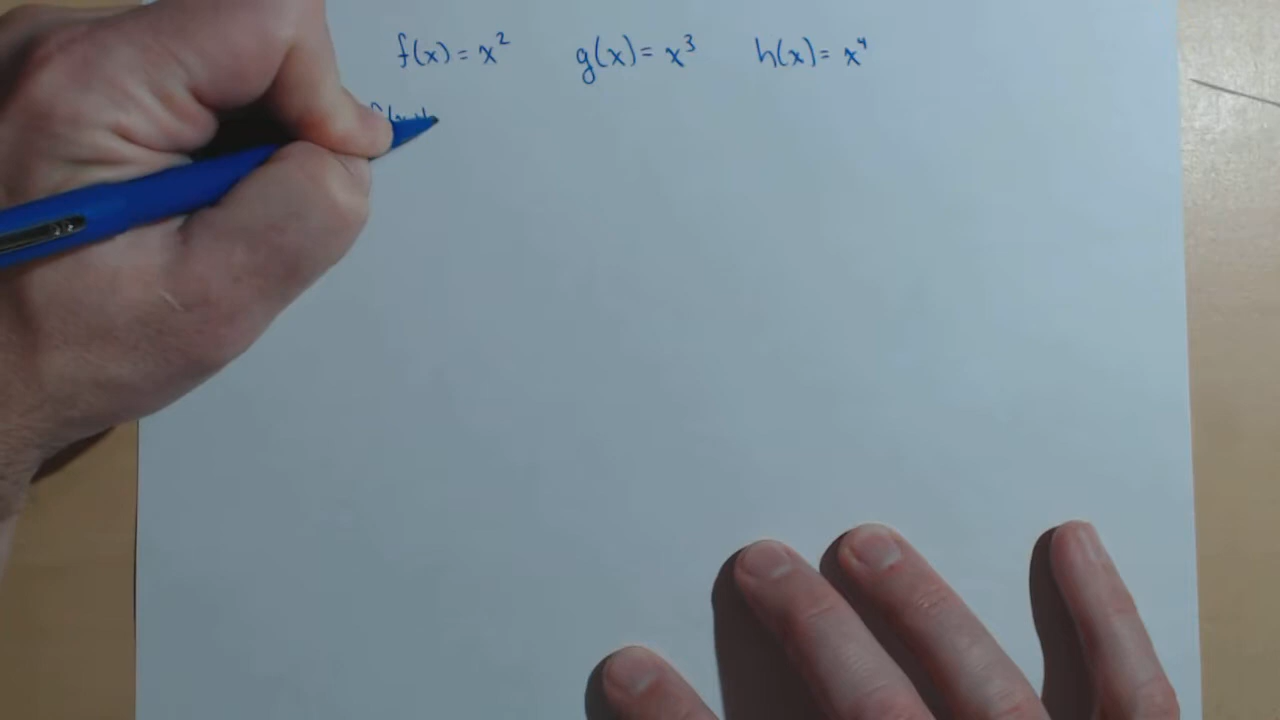 f(x) = x² g(x) = x³ h(x) = x⁴